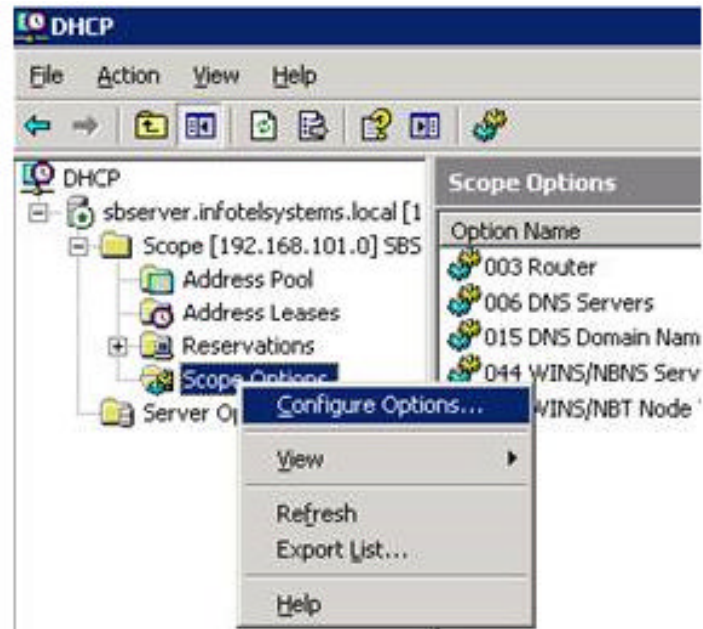 DHCP
File Action View Help
DHCP
sbserver.infotelsystems.local [1
Scope [192.168.101.0] SBS
Address Pool
Address Leases
Reservations
Scope Options
Server O
Scope Options
Option Name
003 Router
006 DNS Servers
015 DNS Domain Nam
044 WINS/NBNS Serv
WINS/NBT Node
Configure Options...
View
Refresh
Export List...
Help